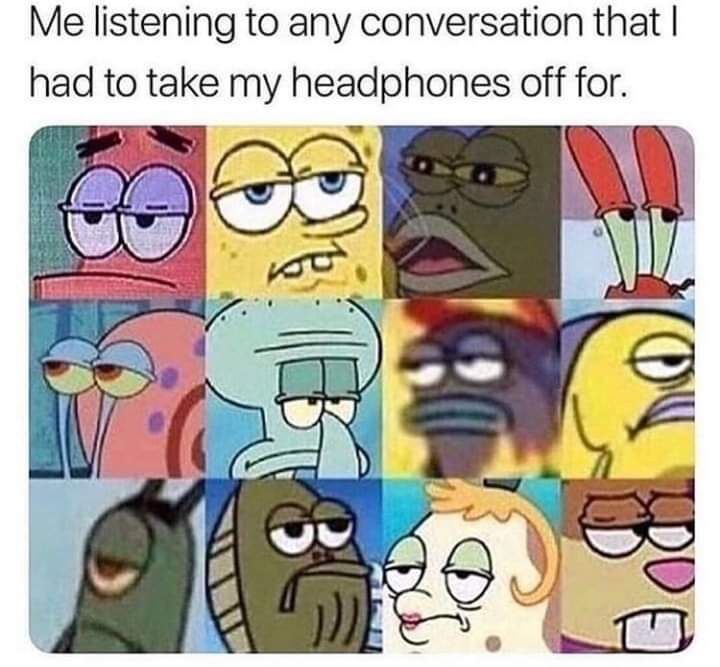 Me listening to any conversation that I
had to take my headphones off for.